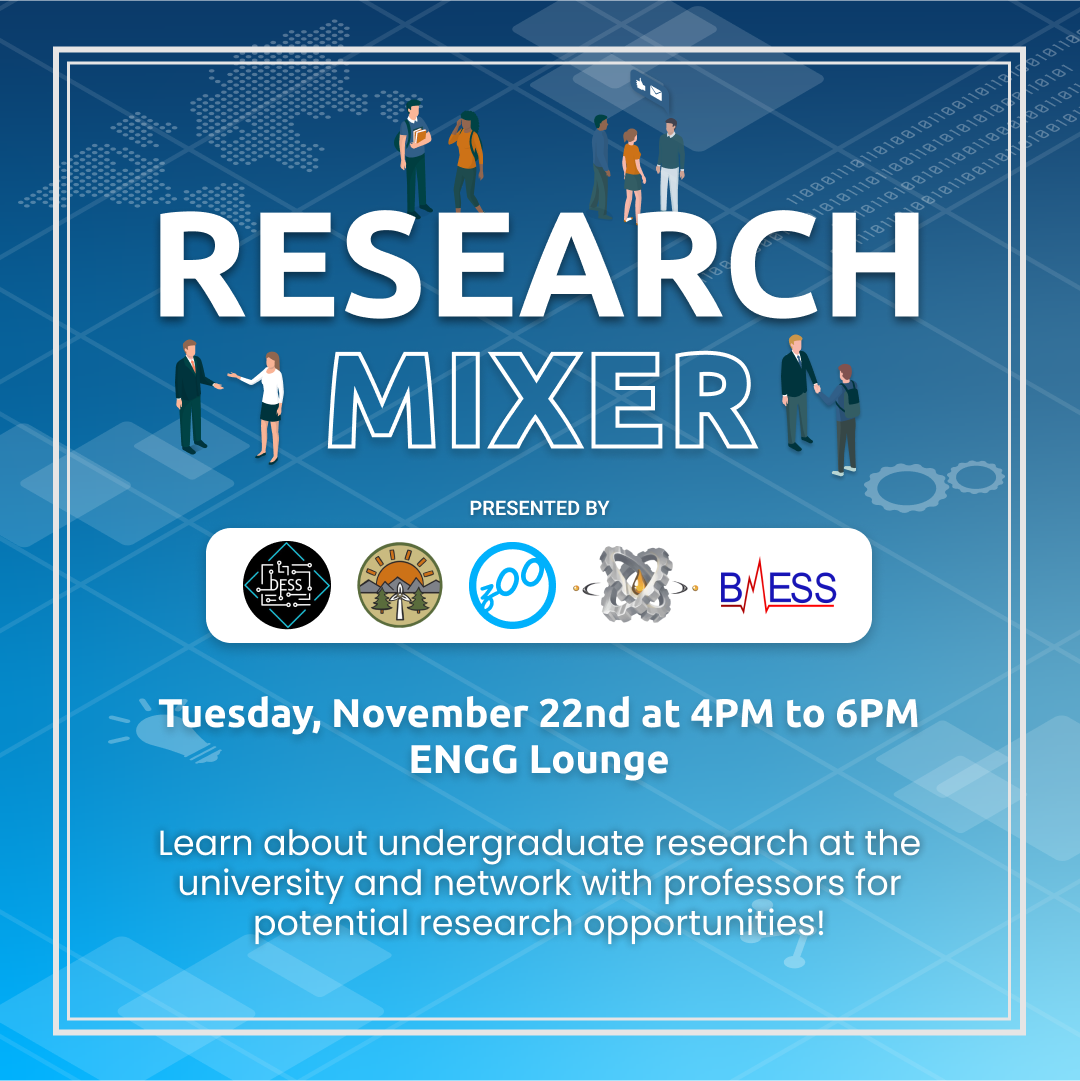 RESEARCH
MIXER
PRESENTED BY
DESS
ZOO
BMESS
Tuesday, November 22nd at 4PM to 6PM
ENGG Lounge
Learn about undergraduate research at the
university and network with professors for
potential research opportunities!